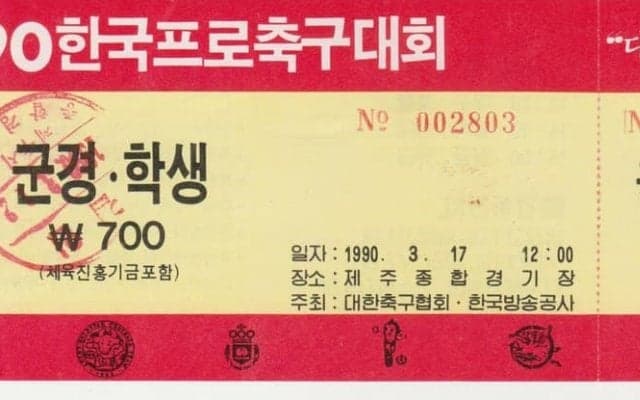 90한국프로축구대회
№ 002803
군경·학생
₩700
(체육진흥기금포함)
일자 : 1990. 3. 17 12:00
장소 : 제주종합경기장
주최 : 대한축구협회·한국방송공사